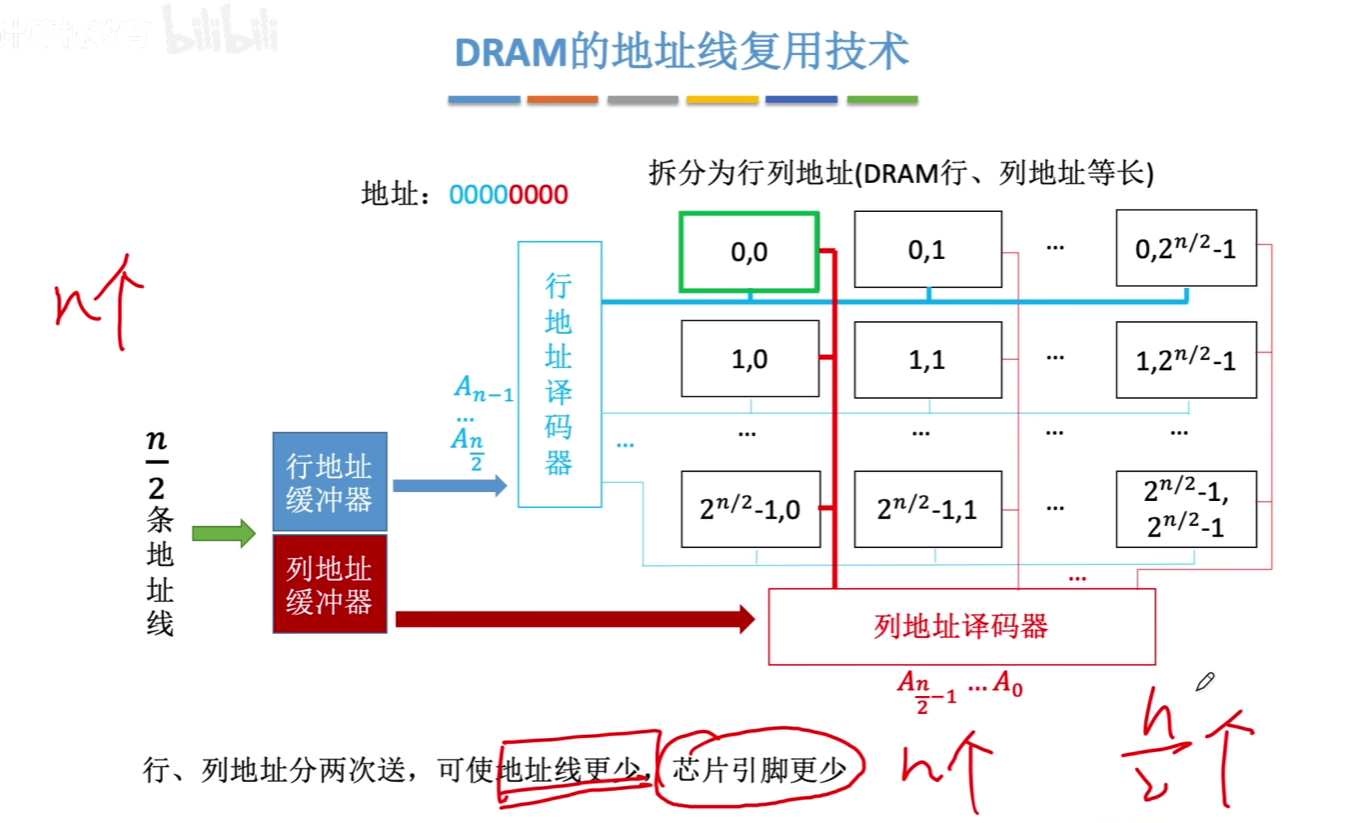 计算机教育 bilibili
DRAM的地址线复用技术
拆分为行列地址(DRAM行、列地址等长)
地址：00000000
0,0
0,1
...
0,2^{n/2}-1
行地址译码器
1,0
1,1
...
1,2^{n/2}-1
n个
A_{n-1}
...
A_{n/2}
...
...
...
...
...
n/2条地址线
行地址
缓冲器
2^{n/2}-1,0
2^{n/2}-1,1
...
2^{n/2}-1,
2^{n/2}-1
列地址
缓冲器
...
列地址译码器
A_{n/2-1} ...A_0
行、列地址分两次送，可使地址线更少，芯片引脚更少
n个
n/2个